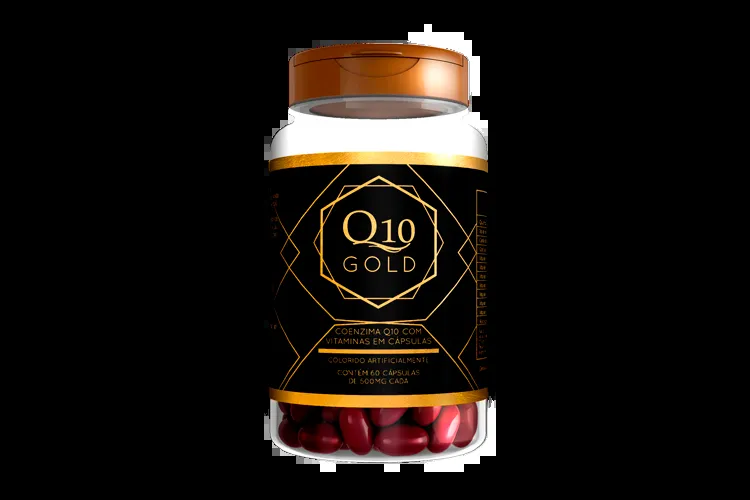 Q10
GOLD
COENZIMA Q10 COM
VITAMINAS EM CÁPSULAS
COLORIDO ARTIFICIALMENTE
CONTÉM 60 CÁPSULAS
DE 500MG CADA